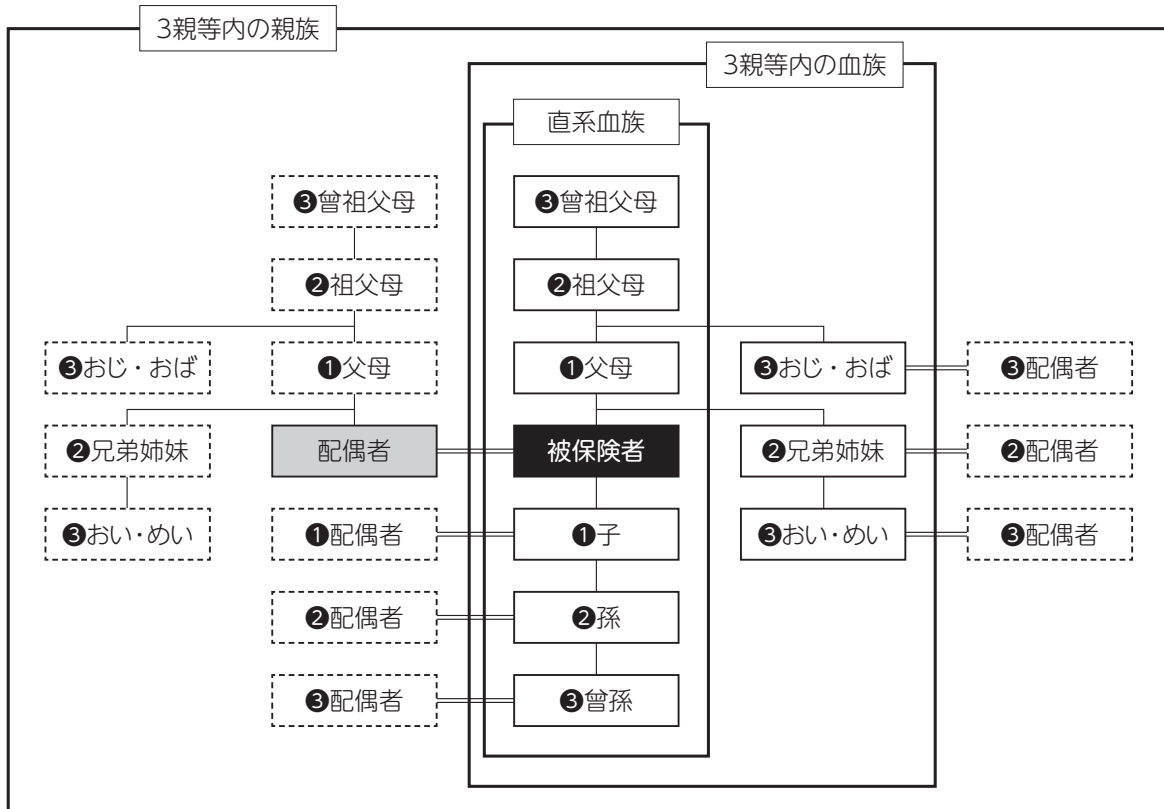 3親等内の親族
3親等内の血族
直系血族
❸曾祖父母
❸曾祖父母
❷祖父母
❷祖父母
❸おじ・おば
❶父母
❶父母
❸おじ・おば
❸配偶者
❷兄弟姉妹
配偶者
被保険者
❷兄弟姉妹
❷配偶者
❸おい・めい
❶配偶者
❶子
❸おい・めい
❸配偶者
❷配偶者
❷孫
❸配偶者
❸曾孫